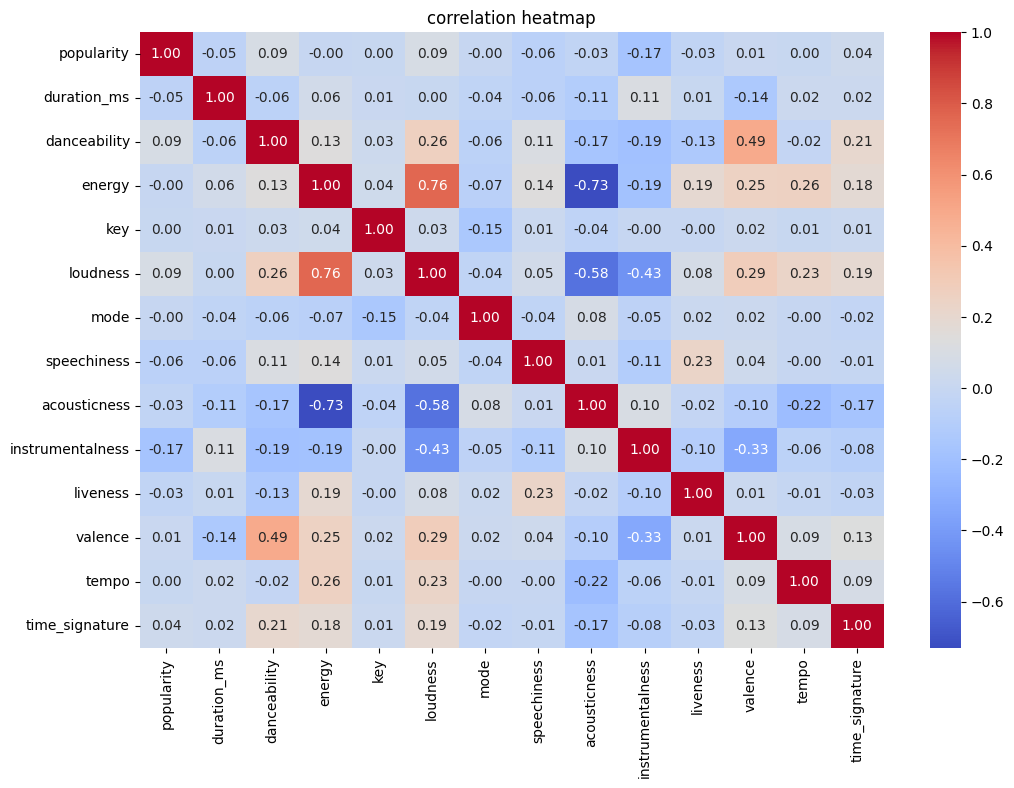 correlation heatmap
popularity 1.00 -0.05 0.09 -0.00 0.00 0.09 -0.00 -0.06 -0.03 -0.17 -0.03 0.01 0.00 0.04
duration_ms -0.05 1.00 -0.06 0.06 0.01 0.00 -0.04 -0.06 -0.11 0.11 0.01 -0.14 0.02 0.02
danceability 0.09 -0.06 1.00 0.13 0.03 0.26 -0.06 0.11 -0.17 -0.19 -0.13 0.49 -0.02 0.21
energy -0.00 0.06 0.13 1.00 0.04 0.76 -0.07 0.14 -0.73 -0.19 0.19 0.25 0.26 0.18
key 0.00 0.01 0.03 0.04 1.00 0.03 -0.15 0.01 -0.04 -0.00 -0.00 0.02 0.01 0.01
loudness 0.09 0.00 0.26 0.76 0.03 1.00 -0.04 0.05 -0.58 -0.43 0.08 0.29 0.23 0.19
mode -0.00 -0.04 -0.06 -0.07 -0.15 -0.04 1.00 -0.04 0.08 -0.05 0.02 0.02 -0.00 -0.02
speechiness -0.06 -0.06 0.11 0.14 0.01 0.05 -0.04 1.00 0.01 -0.11 0.23 0.04 -0.00 -0.01
acousticness -0.03 -0.11 -0.17 -0.73 -0.04 -0.58 0.08 0.01 1.00 0.10 -0.02 -0.10 -0.22 -0.17
instrumentalness -0.17 0.11 -0.19 -0.19 -0.00 -0.43 -0.05 -0.11 0.10 1.00 -0.10 -0.33 -0.06 -0.08
liveness -0.03 0.01 -0.13 0.19 -0.00 0.08 0.02 0.23 -0.02 -0.10 1.00 0.01 -0.01 -0.03
valence 0.01 -0.14 0.49 0.25 0.02 0.29 0.02 0.04 -0.10 -0.33 0.01 1.00 0.09 0.13
tempo 0.00 0.02 -0.02 0.26 0.01 0.23 -0.00 -0.00 -0.22 -0.06 -0.01 0.09 1.00 0.09
time_signature 0.04 0.02 0.21 0.18 0.01 0.19 -0.02 -0.01 -0.17 -0.08 -0.03 0.13 0.09 1.00
popularity
duration_ms
danceability
energy
key
loudness
mode
speechiness
acousticness
instrumentalness
liveness
valence
tempo
time_signature
1.0
0.8
0.6
0.4
0.2
0.0
−0.2
−0.4
−0.6